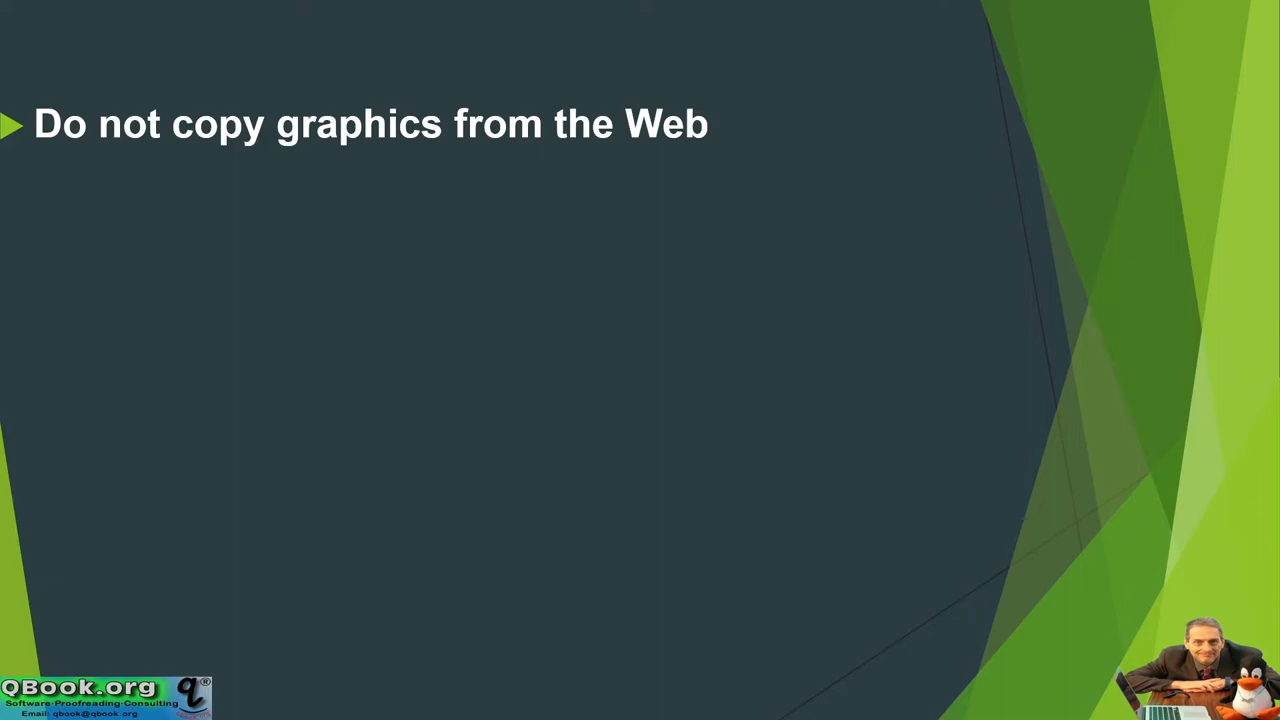 Do not copy graphics from the Web
QBook.org
q®
Software·Proofreading·Consulting
Email: qbook@qbook.org